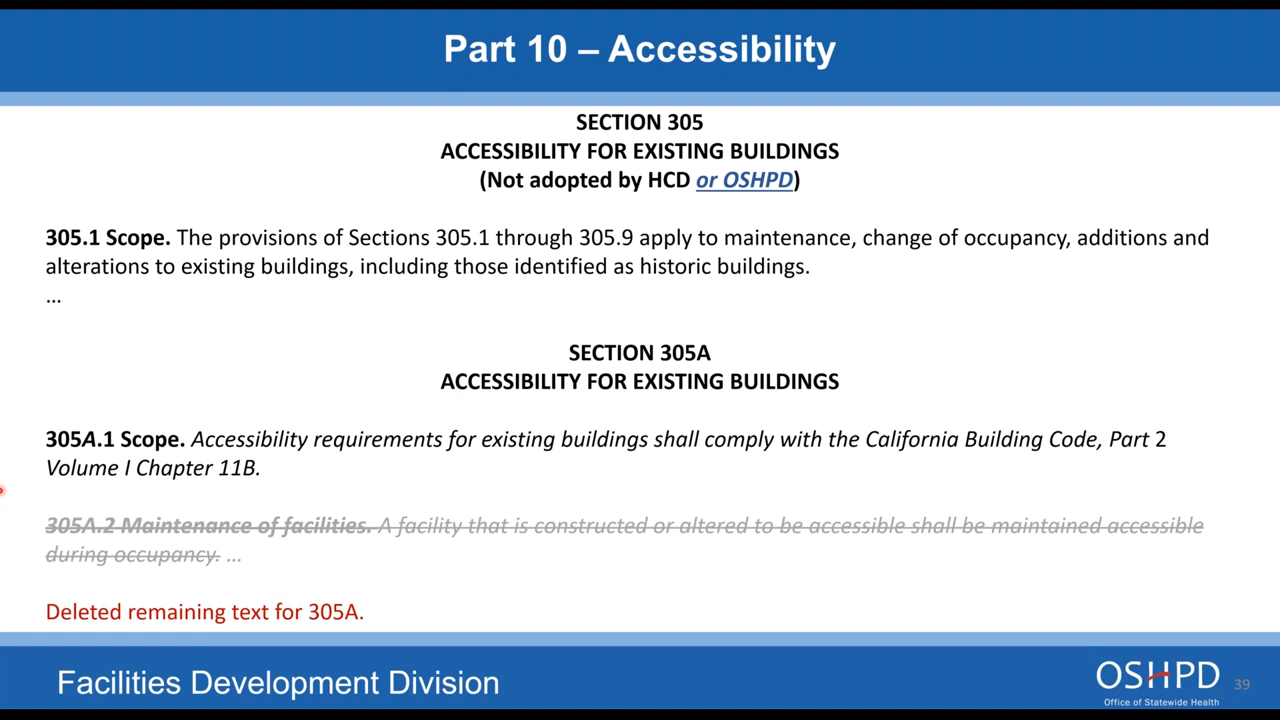 Part 10 – Accessibility
SECTION 305
ACCESSIBILITY FOR EXISTING BUILDINGS
(Not adopted by HCD or OSHPD)
305.1 Scope. The provisions of Sections 305.1 through 305.9 apply to maintenance, change of occupancy, additions and
alterations to existing buildings, including those identified as historic buildings.
…
SECTION 305A
ACCESSIBILITY FOR EXISTING BUILDINGS
305A.1 Scope. Accessibility requirements for existing buildings shall comply with the California Building Code, Part 2
Volume I Chapter 11B.
305A.2 Maintenance of facilities. A facility that is constructed or altered to be accessible shall be maintained accessible
during occupancy. …
Deleted remaining text for 305A.
Facilities Development Division
OSHPD
Office of Statewide Health
39